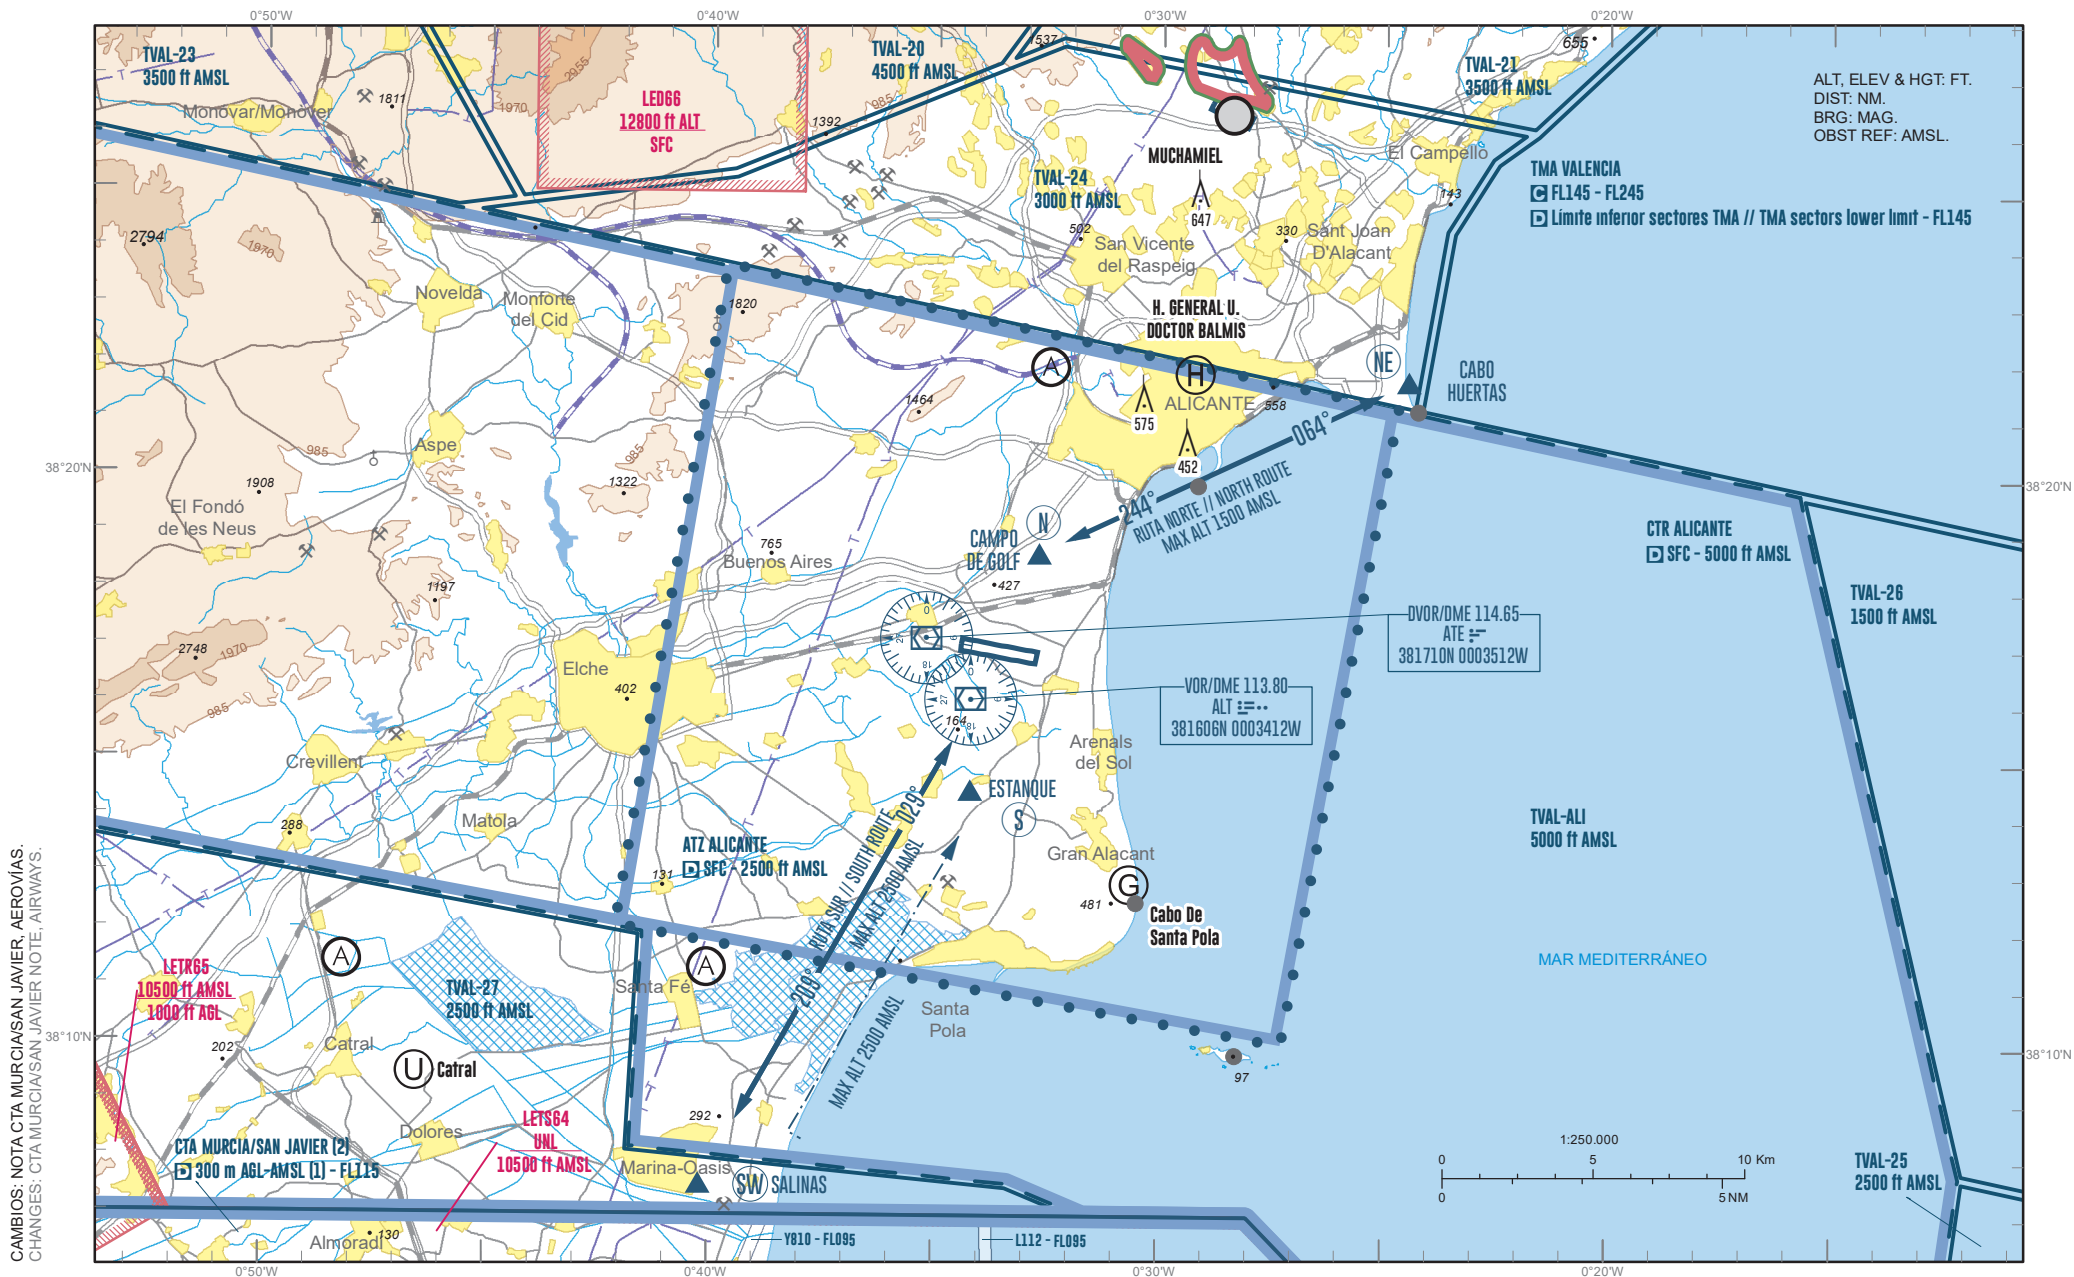 0°50'W
0°40'W
0°30'W
0°20'W
TVAL-23
3500 ft AMSL
Monovar/Monóver
1811
1970
2955
LED66
12800 ft ALT
SFC
TVAL-20
4500 ft AMSL
1537
985
1392
655
TVAL-21
3500 ft AMSL
ALT, ELEV & HGT: FT.
DIST: NM.
BRG: MAG.
OBST REF: AMSL.
MUCHAMIEL
647
El Campello
143
TVAL-24
3000 ft AMSL
TMA VALENCIA
C FL145 - FL245
D Límite inferior sectores TMA // TMA sectors lower limit - FL145
2794
1970
502
San Vicente
del Raspeig
330
Sant Joan
D'Alacant
Novelda
Monforte
del Cid
1820
H. GENERAL U.
DOCTOR BALMIS
A
H
NE
CABO
HUERTAS
1464
575
ALICANTE
558
452
064°
244°
RUTA NORTE // NORTH ROUTE
MAX ALT 1500 AMSL
Aspe
985
985
38°20'N
1908
1322
El Fondó
de les Neus
N
CAMPO
DE GOLF
38°20'N
CTR ALICANTE
D SFC - 5000 ft AMSL
765
Buenos Aires
427
1197
TVAL-26
1500 ft AMSL
DVOR/DME 114.65
ATE
381710N 0003512W
2748
1970
985
Elche
402
VOR/DME 113.80
ALT
381606N 0003412W
164
Crevillent
Arenals
del Sol
ESTANQUE
S
029°
209°
RUTA SUR // SOUTH ROUTE
MAX ALT 2500 AMSL
MAX ALT 2500 AMSL
288
Matola
TVAL-ALI
5000 ft AMSL
ATZ ALICANTE
D SFC - 2500 ft AMSL
131
Gran Alacant
G
481
Cabo De
Santa Pola
A
A
MAR MEDITERRÁNEO
LETR65
10500 ft AMSL
1000 ft AGL
TVAL-27
2500 ft AMSL
Santa Fé
Santa
Pola
38°10'N
38°10'N
202
Catral
U
Catral
97
292
LETS64
UNL
10500 ft AMSL
Dolores
CTA MURCIA/SAN JAVIER (2)
D 300 m AGL-AMSL (1) - FL115
Marina-Oasis
SW
SALINAS
1:250.000
0
5
10 Km
0
5 NM
TVAL-25
2500 ft AMSL
Almoradí
130
Y810 - FL095
L112 - FL095
0°50'W
0°40'W
0°30'W
0°20'W
CAMBIOS: NOTA CTA MURCIA/SAN JAVIER, AEROVÍAS.
CHANGES: CTA MURCIA/SAN JAVIER NOTE, AIRWAYS.